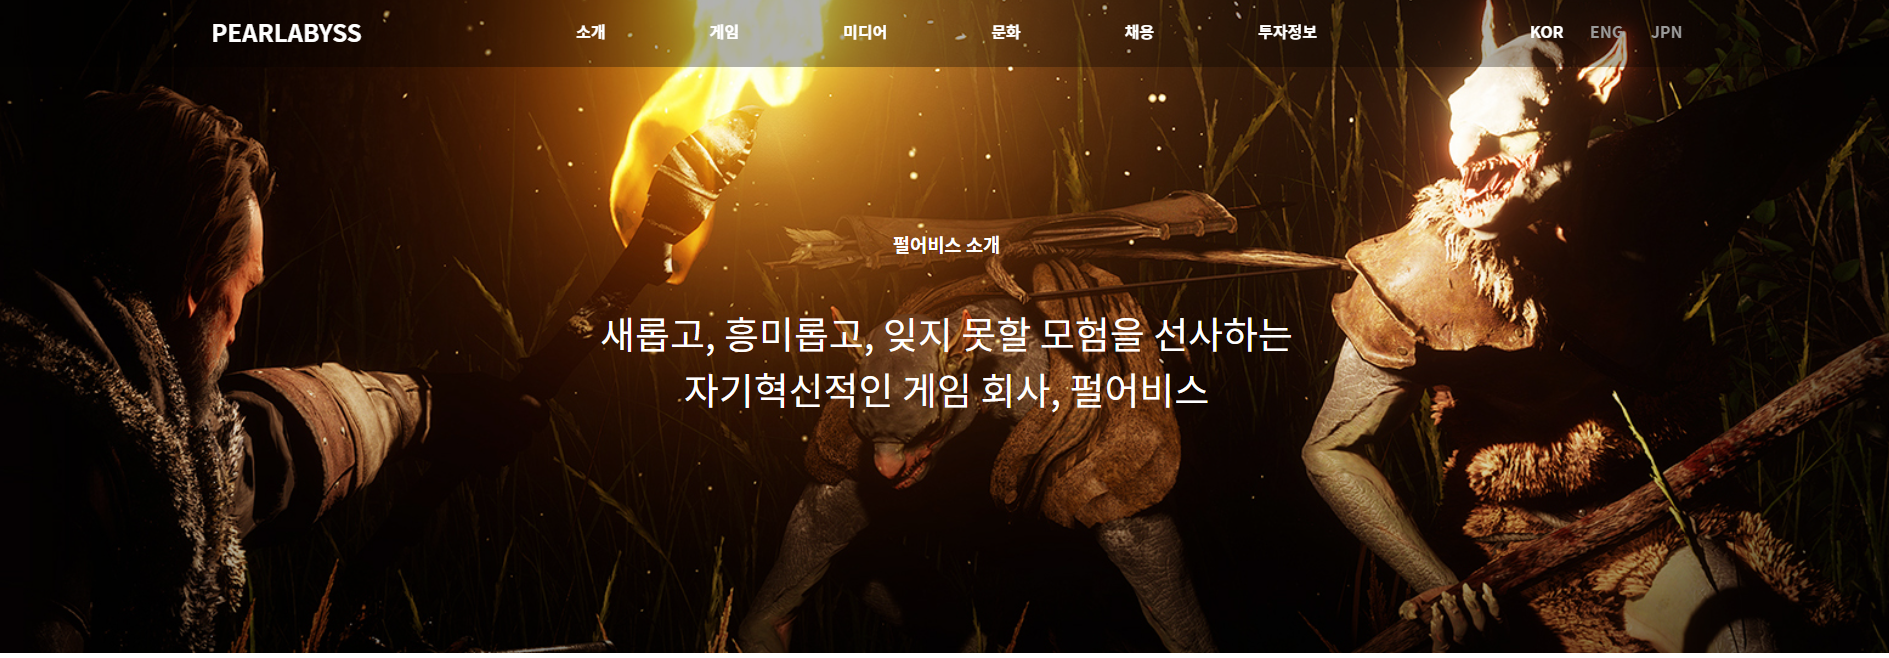 PEARLABYSS 소개 게임 미디어 문화 채용 투자정보 KOR ENG JPN
펄어비스 소개
새롭고, 흥미롭고, 잊지 못할 모험을 선사하는
자기혁신적인 게임 회사, 펄어비스